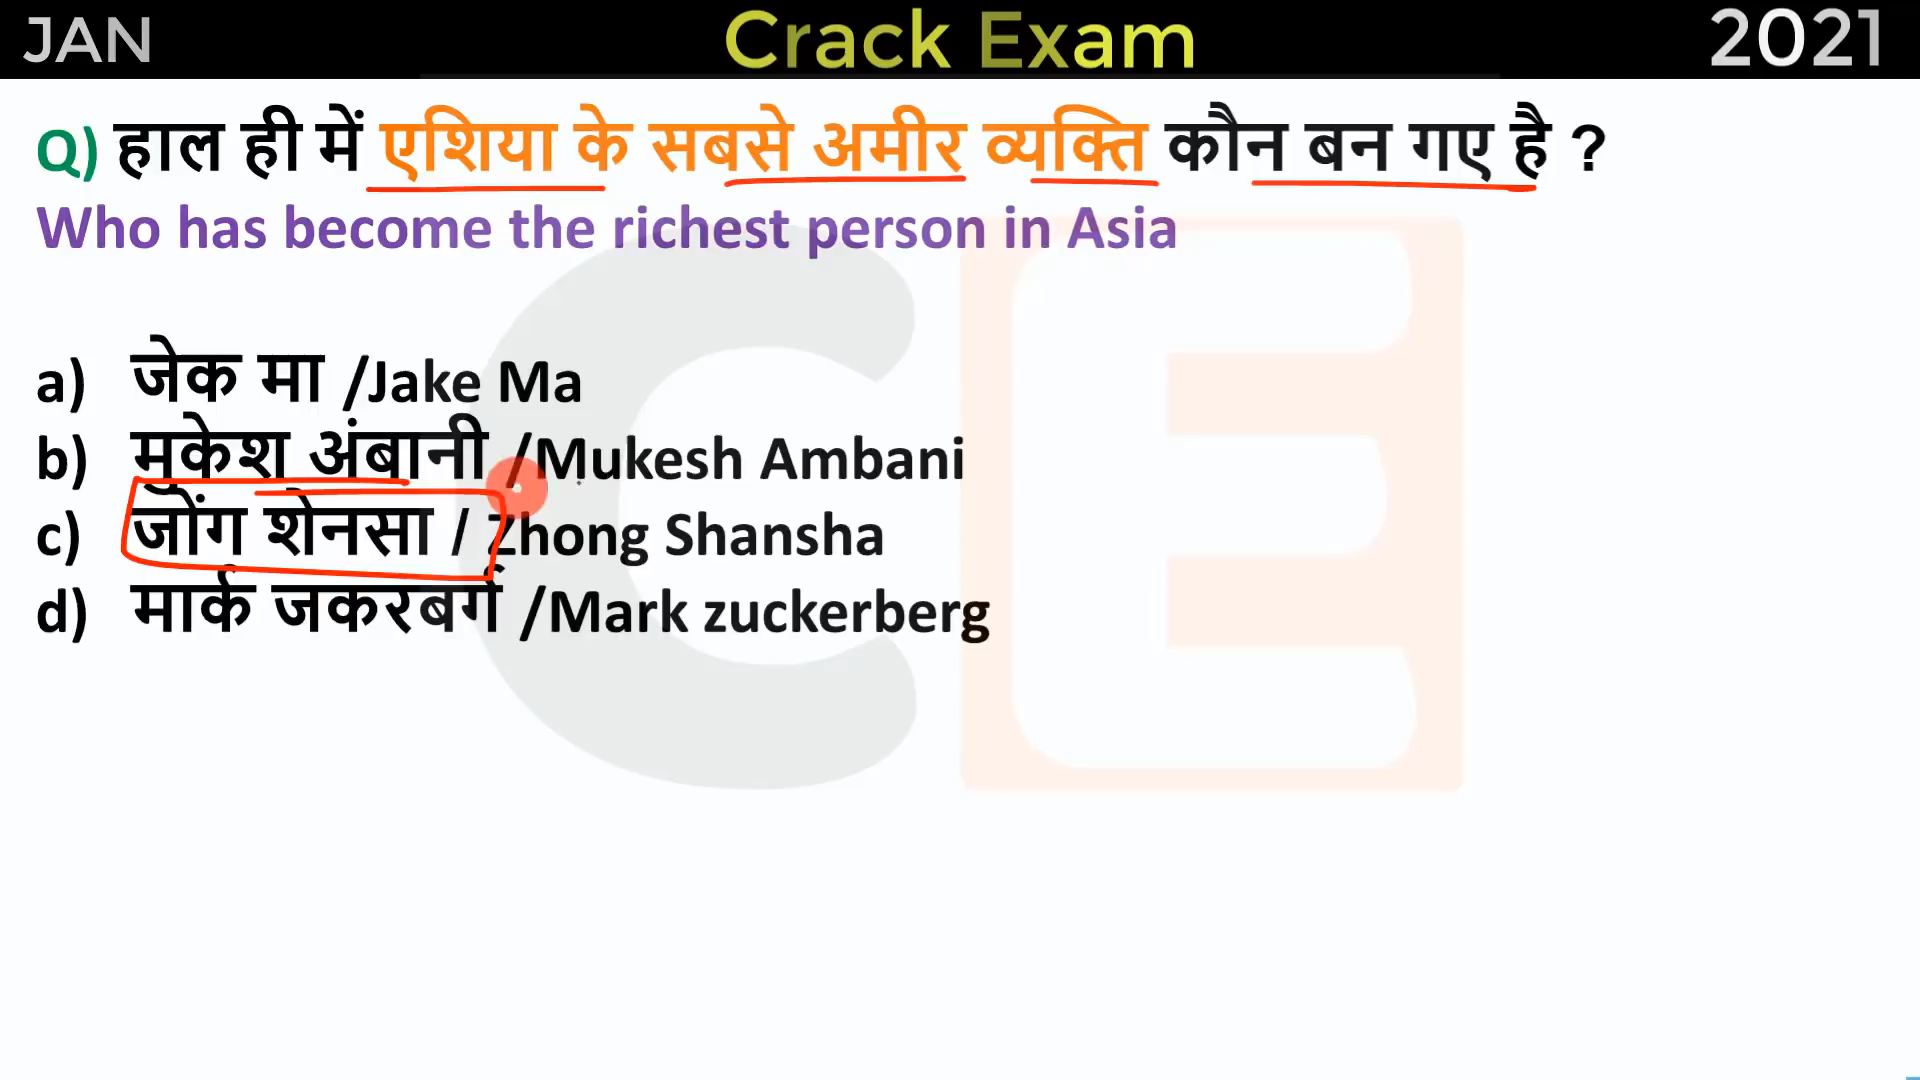 JAN Crack Exam 2021
Q) हाल ही में एशिया के सबसे अमीर व्यक्ति कौन बन गए है ?
Who has become the richest person in Asia
a) जेक मा /Jake Ma
b) मुकेश अंबानी /Mukesh Ambani
c) जोंग शेनसा / Zhong Shansha
d) मार्क जकरबर्ग /Mark zuckerberg
CE